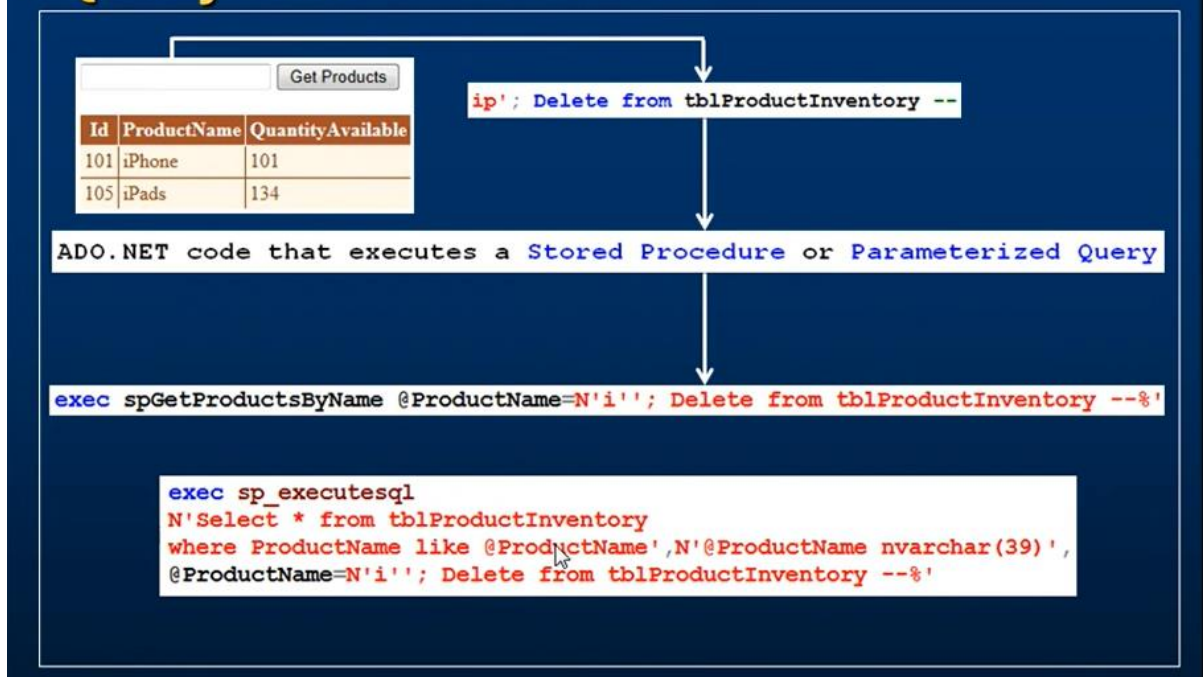 Get Products
Id ProductName QuantityAvailable
101 iPhone 101
105 iPads 134
ip'; Delete from tblProductInventory --
ADO.NET code that executes a Stored Procedure or Parameterized Query
exec spGetProductsByName @ProductName=N'i''; Delete from tblProductInventory --%'
exec sp_executesql
N'Select * from tblProductInventory
where ProductName like @ProductName',N'@ProductName nvarchar(39)',
@ProductName=N'i''; Delete from tblProductInventory --%'